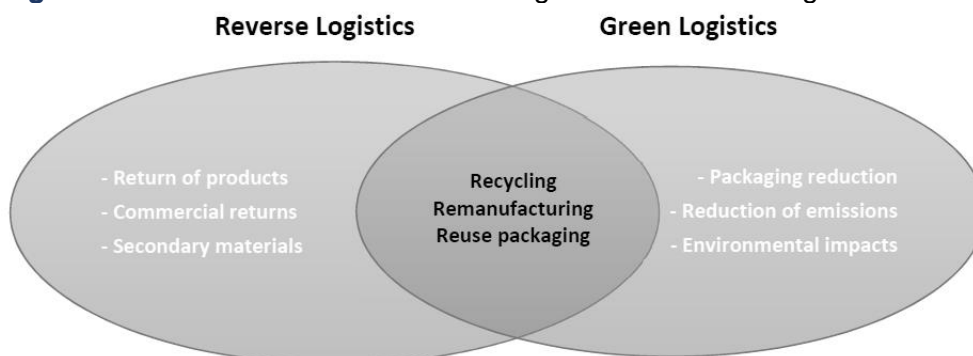 Reverse Logistics
Green Logistics
- Return of products
- Commercial returns
- Secondary materials
Recycling
Remanufacturing
Reuse packaging
- Packaging reduction
- Reduction of emissions
- Environmental impacts